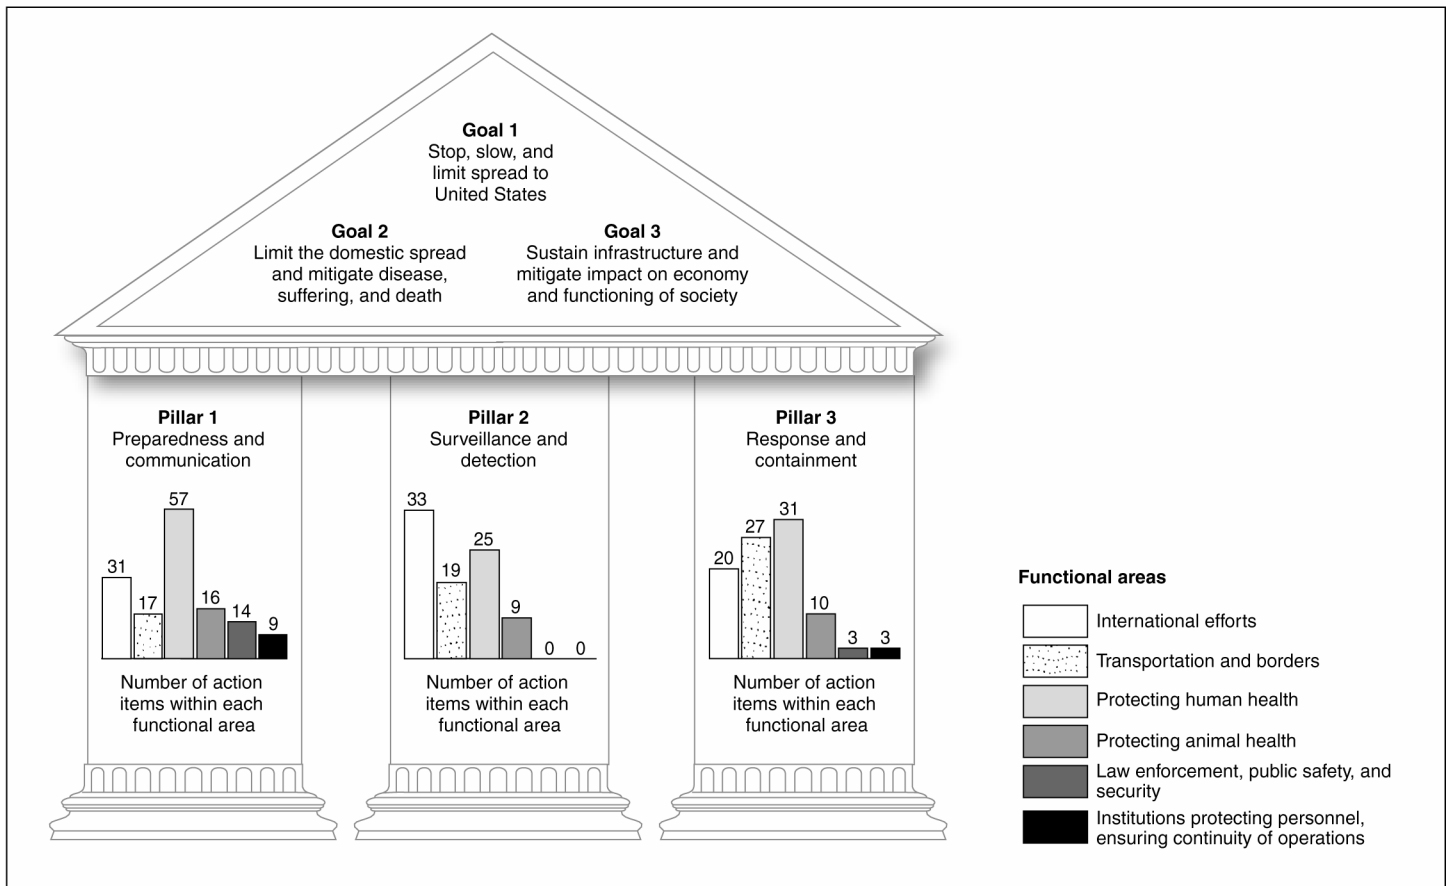 Goal 1
Stop, slow, and
limit spread to
United States
Goal 2
Limit the domestic spread
and mitigate disease,
suffering, and death
Goal 3
Sustain infrastructure and
mitigate impact on economy
and functioning of society
Pillar 1
Preparedness and
communication
57
31
17
16
14
9
Number of action
items within each
functional area
Pillar 2
Surveillance and
detection
33
19
25
9
0
0
Number of action
items within each
functional area
Pillar 3
Response and
containment
20
27
31
10
3
3
Number of action
items within each
functional area
Functional areas
International efforts
Transportation and borders
Protecting human health
Protecting animal health
Law enforcement, public safety, and
security
Institutions protecting personnel,
ensuring continuity of operations